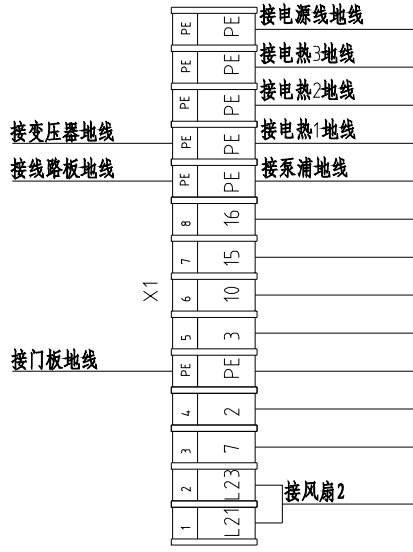 PE PE 接电源线地线
PE PE 接电热3地线
PE PE 接电热2地线
接变压器地线 PE PE 接电热1地线
接线路板地线 PE PE 接泵浦地线
8 16
7 15
X1 6 10
5 3
接门板地线 PE PE
4 2
3 7
2 L23
接风扇2
1 L21